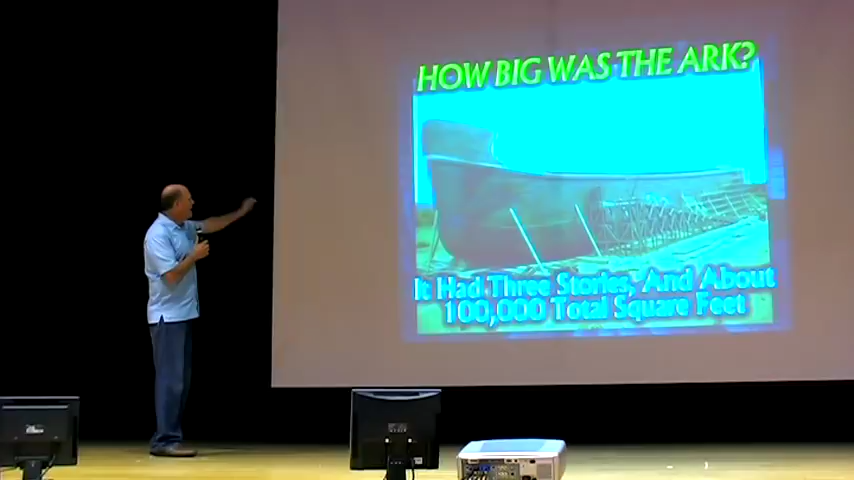 HOW BIG WAS THE ARK?
It Had Three Stories, And About
100,000 Total Square Feet